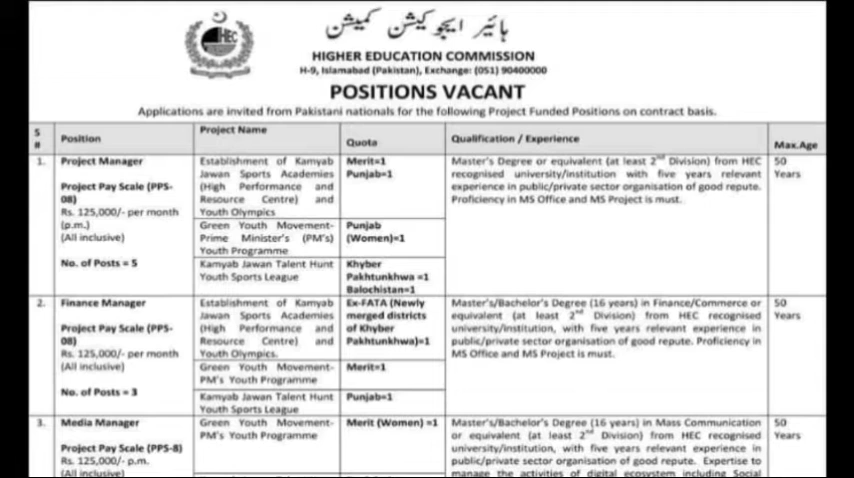 ہائیر ایجوکیشن کمیشن
HEC
HIGHER EDUCATION COMMISSION
H-9, Islamabad (Pakistan), Exchange: (051) 90400000
POSITIONS VACANT
Applications are invited from Pakistani nationals for the following Project Funded Positions on contract basis.
S # Position Project Name Quota Qualification / Experience Max.Age
1. Project Manager
Project Pay Scale (PPS-
08)
Rs. 125,000/- per month
(p.m.)
(All inclusive)
No. of Posts = 5
Establishment of Kamyab
Jawan Sports Academies
(High Performance and
Resource Centre) and
Youth Olympics
Merit=1
Punjab=1
Green Youth Movement-
Prime Minister's (PM's)
Youth Programme
Punjab
(Women)=1
Kamyab Jawan Talent Hunt
Youth Sports League
Khyber
Pakhtunkhwa =1
Balochistan=1
Master's Degree or equivalent (at least 2nd Division) from HEC
recognised university/institution with five years relevant
experience in public/private sector organisation of good repute.
Proficiency in MS Office and MS Project is must.
50
Years
2. Finance Manager
Project Pay Scale (PPS-
08)
Rs. 125,000/- per month
(All inclusive)
No. of Posts = 3
Establishment of Kamyab
Jawan Sports Academies
(High Performance and
Resource Centre) and
Youth Olympics.
Ex-FATA (Newly
merged districts
of Khyber
Pakhtunkhwa)=1
Green Youth Movement-
PM's Youth Programme
Merit=1
Kamyab Jawan Talent Hunt
Youth Sports League
Punjab=1
Master's/Bachelor's Degree (16 years) in Finance/Commerce or
equivalent (at least 2nd Division) from HEC recognised
university/institution, with five years relevant experience in
public/private sector organisation of good repute. Proficiency in
MS Office and MS Project is must.
50
Years
3. Media Manager
Project Pay Scale (PPS-8)
Rs. 125,000/- p.m.
(All inclusive)
Green Youth Movement-
PM's Youth Programme
Merit (Women) =1
Master's/Bachelor's Degree (16 years) in Mass Communication
or equivalent (at least 2nd Division) from HEC recognised
university/institution, with five years relevant experience in
public/private sector organisation of good repute. Expertise to
manage the activities of digital ecosystem including Social
50
Years